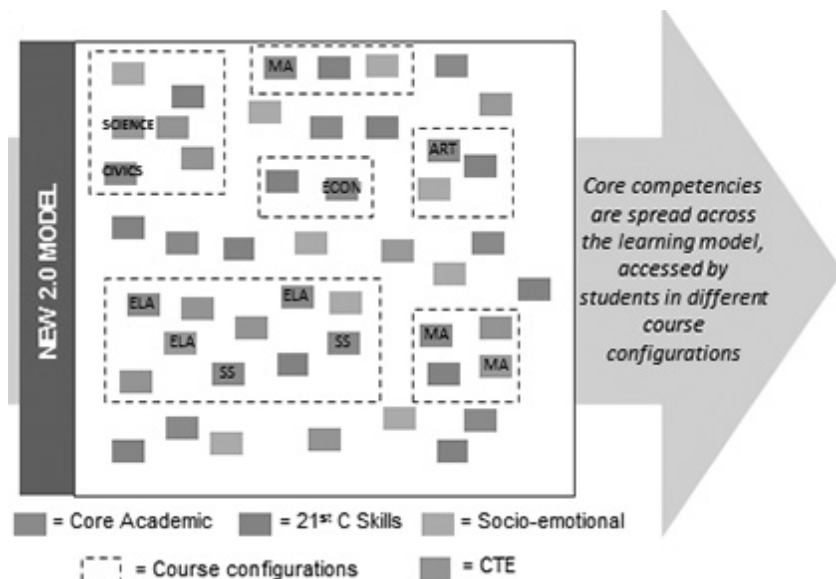 NEW 2.0 MODEL
MA
SCIENCE
CIVICS
ART
ECON
ELA
ELA
ELA
SS
SS
MA
MA
Core competencies
are spread across
the learning model,
accessed by
students in different
course
configurations
= Core Academic
= 21st C Skills
= Socio-emotional
= Course configurations
= CTE